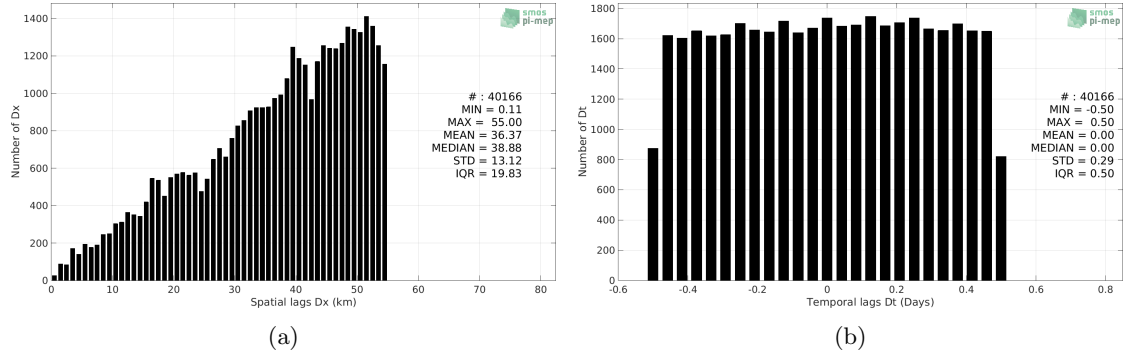 smos
pi-mep
1400
1200
1000
800
600
400
200
0
Number of Dx
# : 40166
MIN = 0.11
MAX = 55.00
MEAN = 36.37
MEDIAN = 38.88
STD = 13.12
IQR = 19.83
0 10 20 30 40 50 60 70 80
Spatial lags Dx (km)
(a)
smos
pi-mep
1800
1600
1400
1200
1000
800
600
400
200
0
Number of Dt
# : 40166
MIN = -0.50
MAX = 0.50
MEAN = 0.00
MEDIAN = 0.00
STD = 0.29
IQR = 0.50
-0.6 -0.4 -0.2 0 0.2 0.4 0.6 0.8
Temporal lags Dt (Days)
(b)